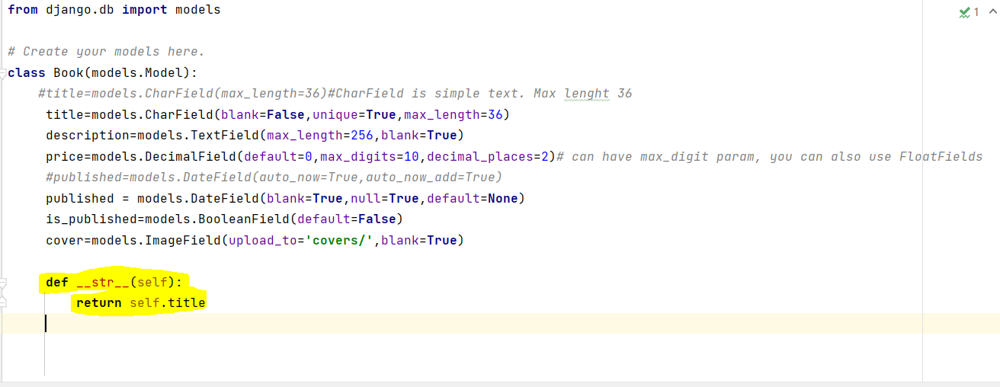 from django.db import models
1
# Create your models here.
class Book(models.Model):
#title=models.CharField(max_length=36)#CharField is simple text. Max lenght 36
title=models.CharField(blank=False,unique=True,max_length=36)
description=models.TextField(max_length=256,blank=True)
price=models.DecimalField(default=0,max_digits=10,decimal_places=2)# can have max_digit param, you can also use FloatFields
#published=models.DateField(auto_now=True,auto_now_add=True)
published = models.DateField(blank=True,null=True,default=None)
is_published=models.BooleanField(default=False)
cover=models.ImageField(upload_to='covers/',blank=True)
def __str__(self):
return self.title